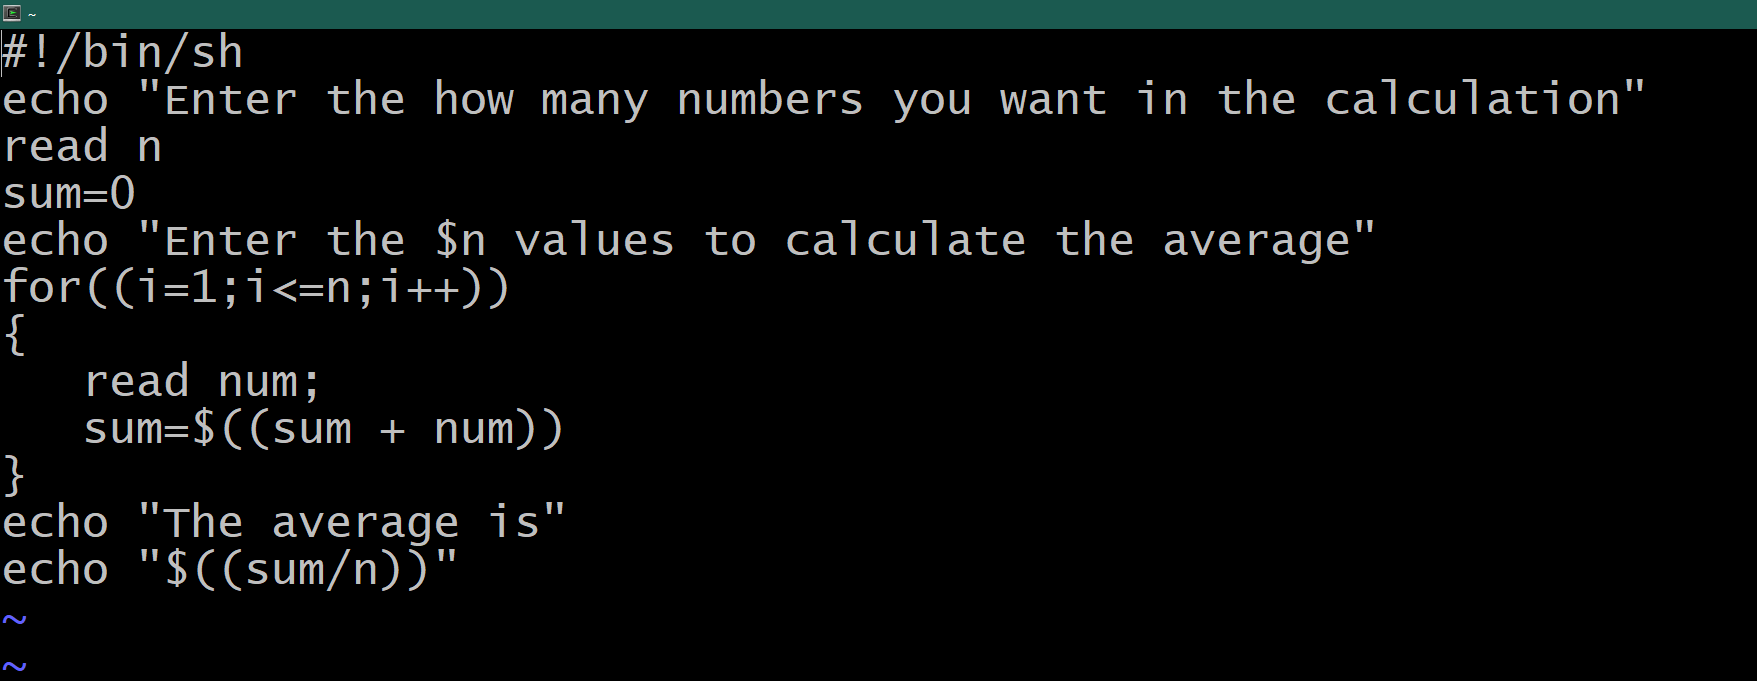 ~
#!/bin/sh
echo "Enter the how many numbers you want in the calculation"
read n
sum=0
echo "Enter the $n values to calculate the average"
for((i=1;i<=n;i++))
{
   read num;
   sum=$((sum + num))
}
echo "The average is"
echo "$((sum/n))"
~
~